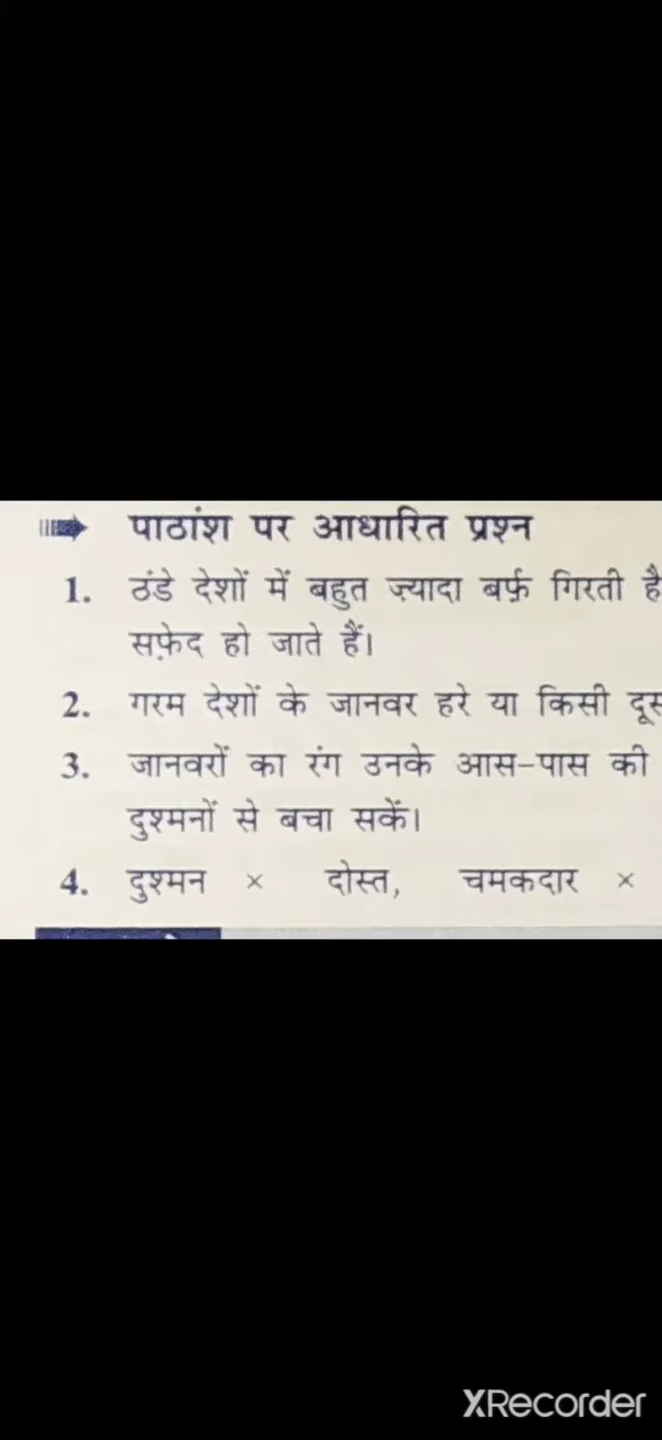 पाठांश पर आधारित प्रश्न
1. ठंडे देशों में बहुत ज़्यादा बर्फ़ गिरती है
सफ़ेद हो जाते हैं।
2. गरम देशों के जानवर हरे या किसी
3. जानवरों का रंग उनके आस-पास की
दुश्मनों से बचा सकें।
4. दुश्मन × दोस्त, चमकदार ×
XRecorder